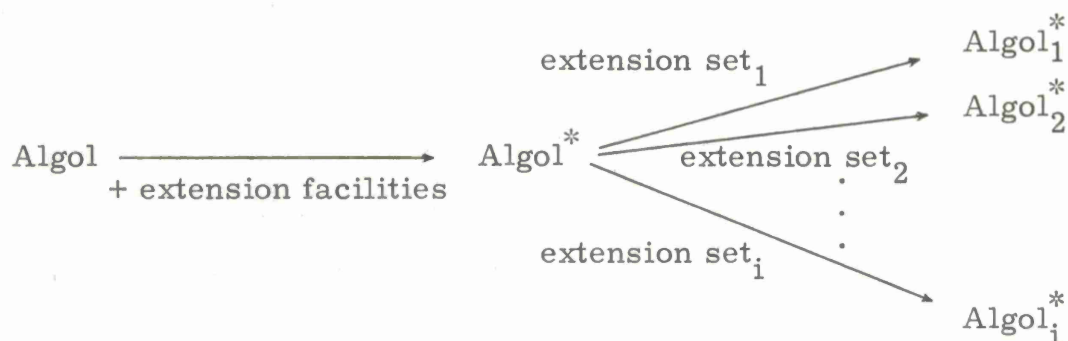 extension set₁ Algol₁*
Algol₂*
Algol Algol* extension set₂
+ extension facilities
extension setᵢ
Algolᵢ*